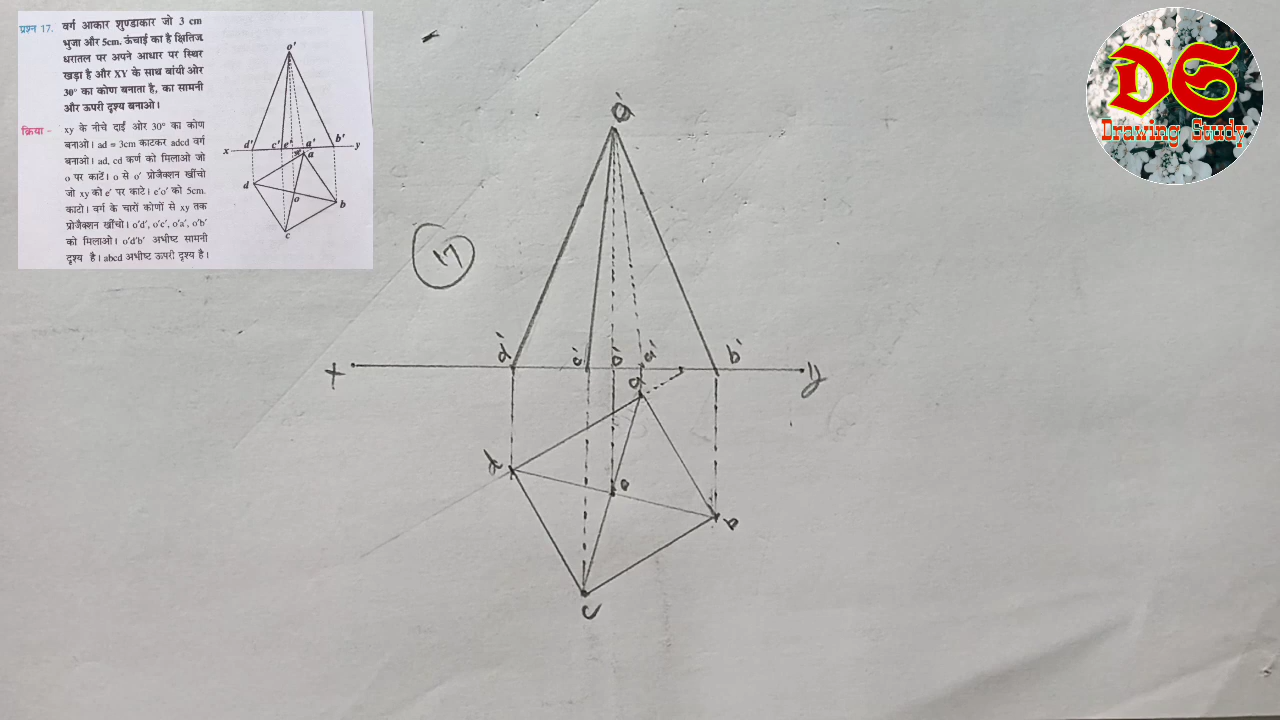 प्रश्न 17. वर्ग आकार शुण्डाकार जो 3 cm
भुजा और 5cm. ऊंचाई का है क्षितिज
धरातल पर अपने आधार पर स्थिर
खड़ा है और XY के साथ बांयी ओर
30° का कोण बनाता है, का सामनी
और ऊपरी दृश्य बनाओ।
क्रिया - xy के नीचे दाईं ओर 30° का कोण
बनाओ। ad = 3cm काटकर adcd वर्ग
बनाओ। ad, cd कर्ण को मिलाओ जो
o पर काटें। o से o' प्रोजैक्शन खींचो
जो xy को e' पर काटे। e'o' को 5cm.
काटो। वर्ग के चारों कोणों से xy तक
प्रोजैक्शन खींचो। o'd', o'c', o'a', o'b'
को मिलाओ। o'd'b' अभीष्ट सामनी
दृश्य है। abcd अभीष्ट ऊपरी दृश्य है।
o'
d' c' e' a' b'
x y
a
d
o
b
c
DS
Drawing Study
17
d' c' o' a' b'
x y
a
d
o
b
c